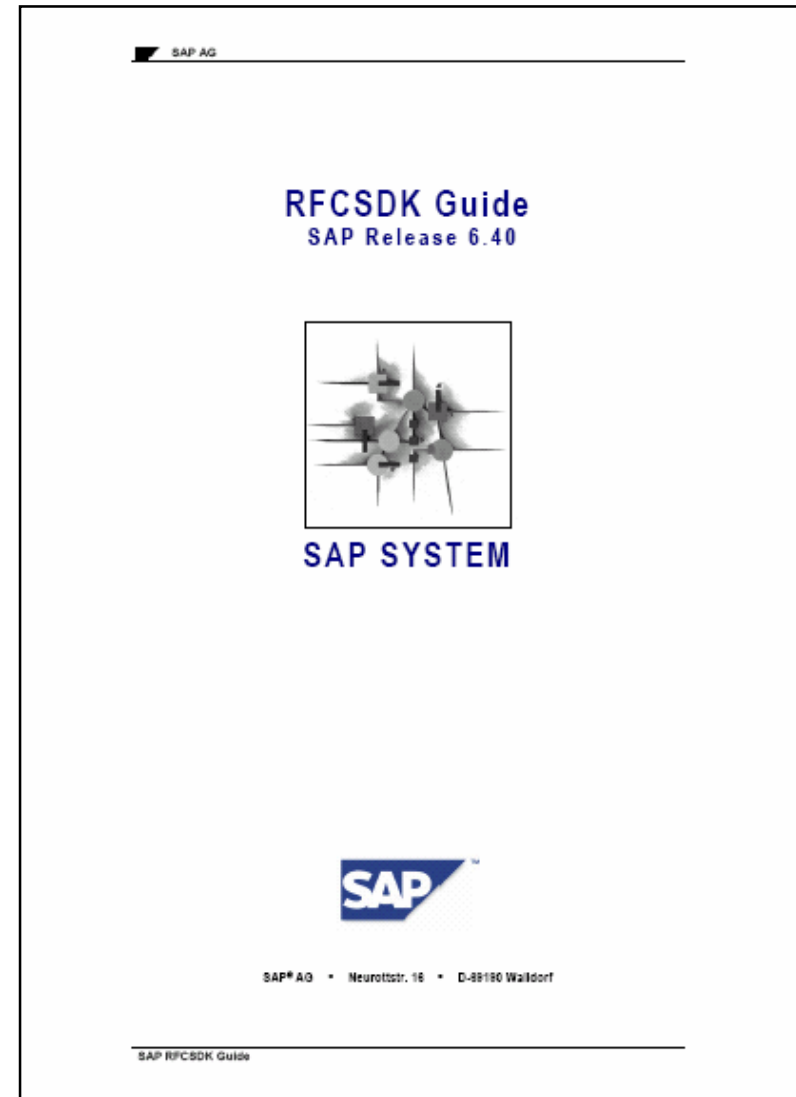 SAP AG
RFCSDK Guide
SAP Release 6.40
SAP SYSTEM
SAP™
SAP® AG • Neurottstr. 16 • D-69190 Walldorf
SAP RFCSDK Guide